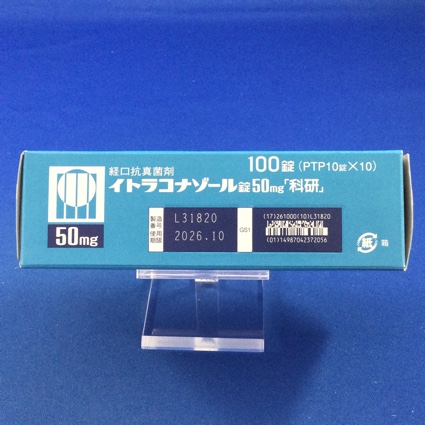 100錠(PTP10錠×10)
経口抗真菌剤
イトラコナゾール錠50mg「科研」
50mg
製造番号 L31820
使用期限 2026.10
GS1
(17)261000(10)L31820
(01)14987042372056
紙 箱